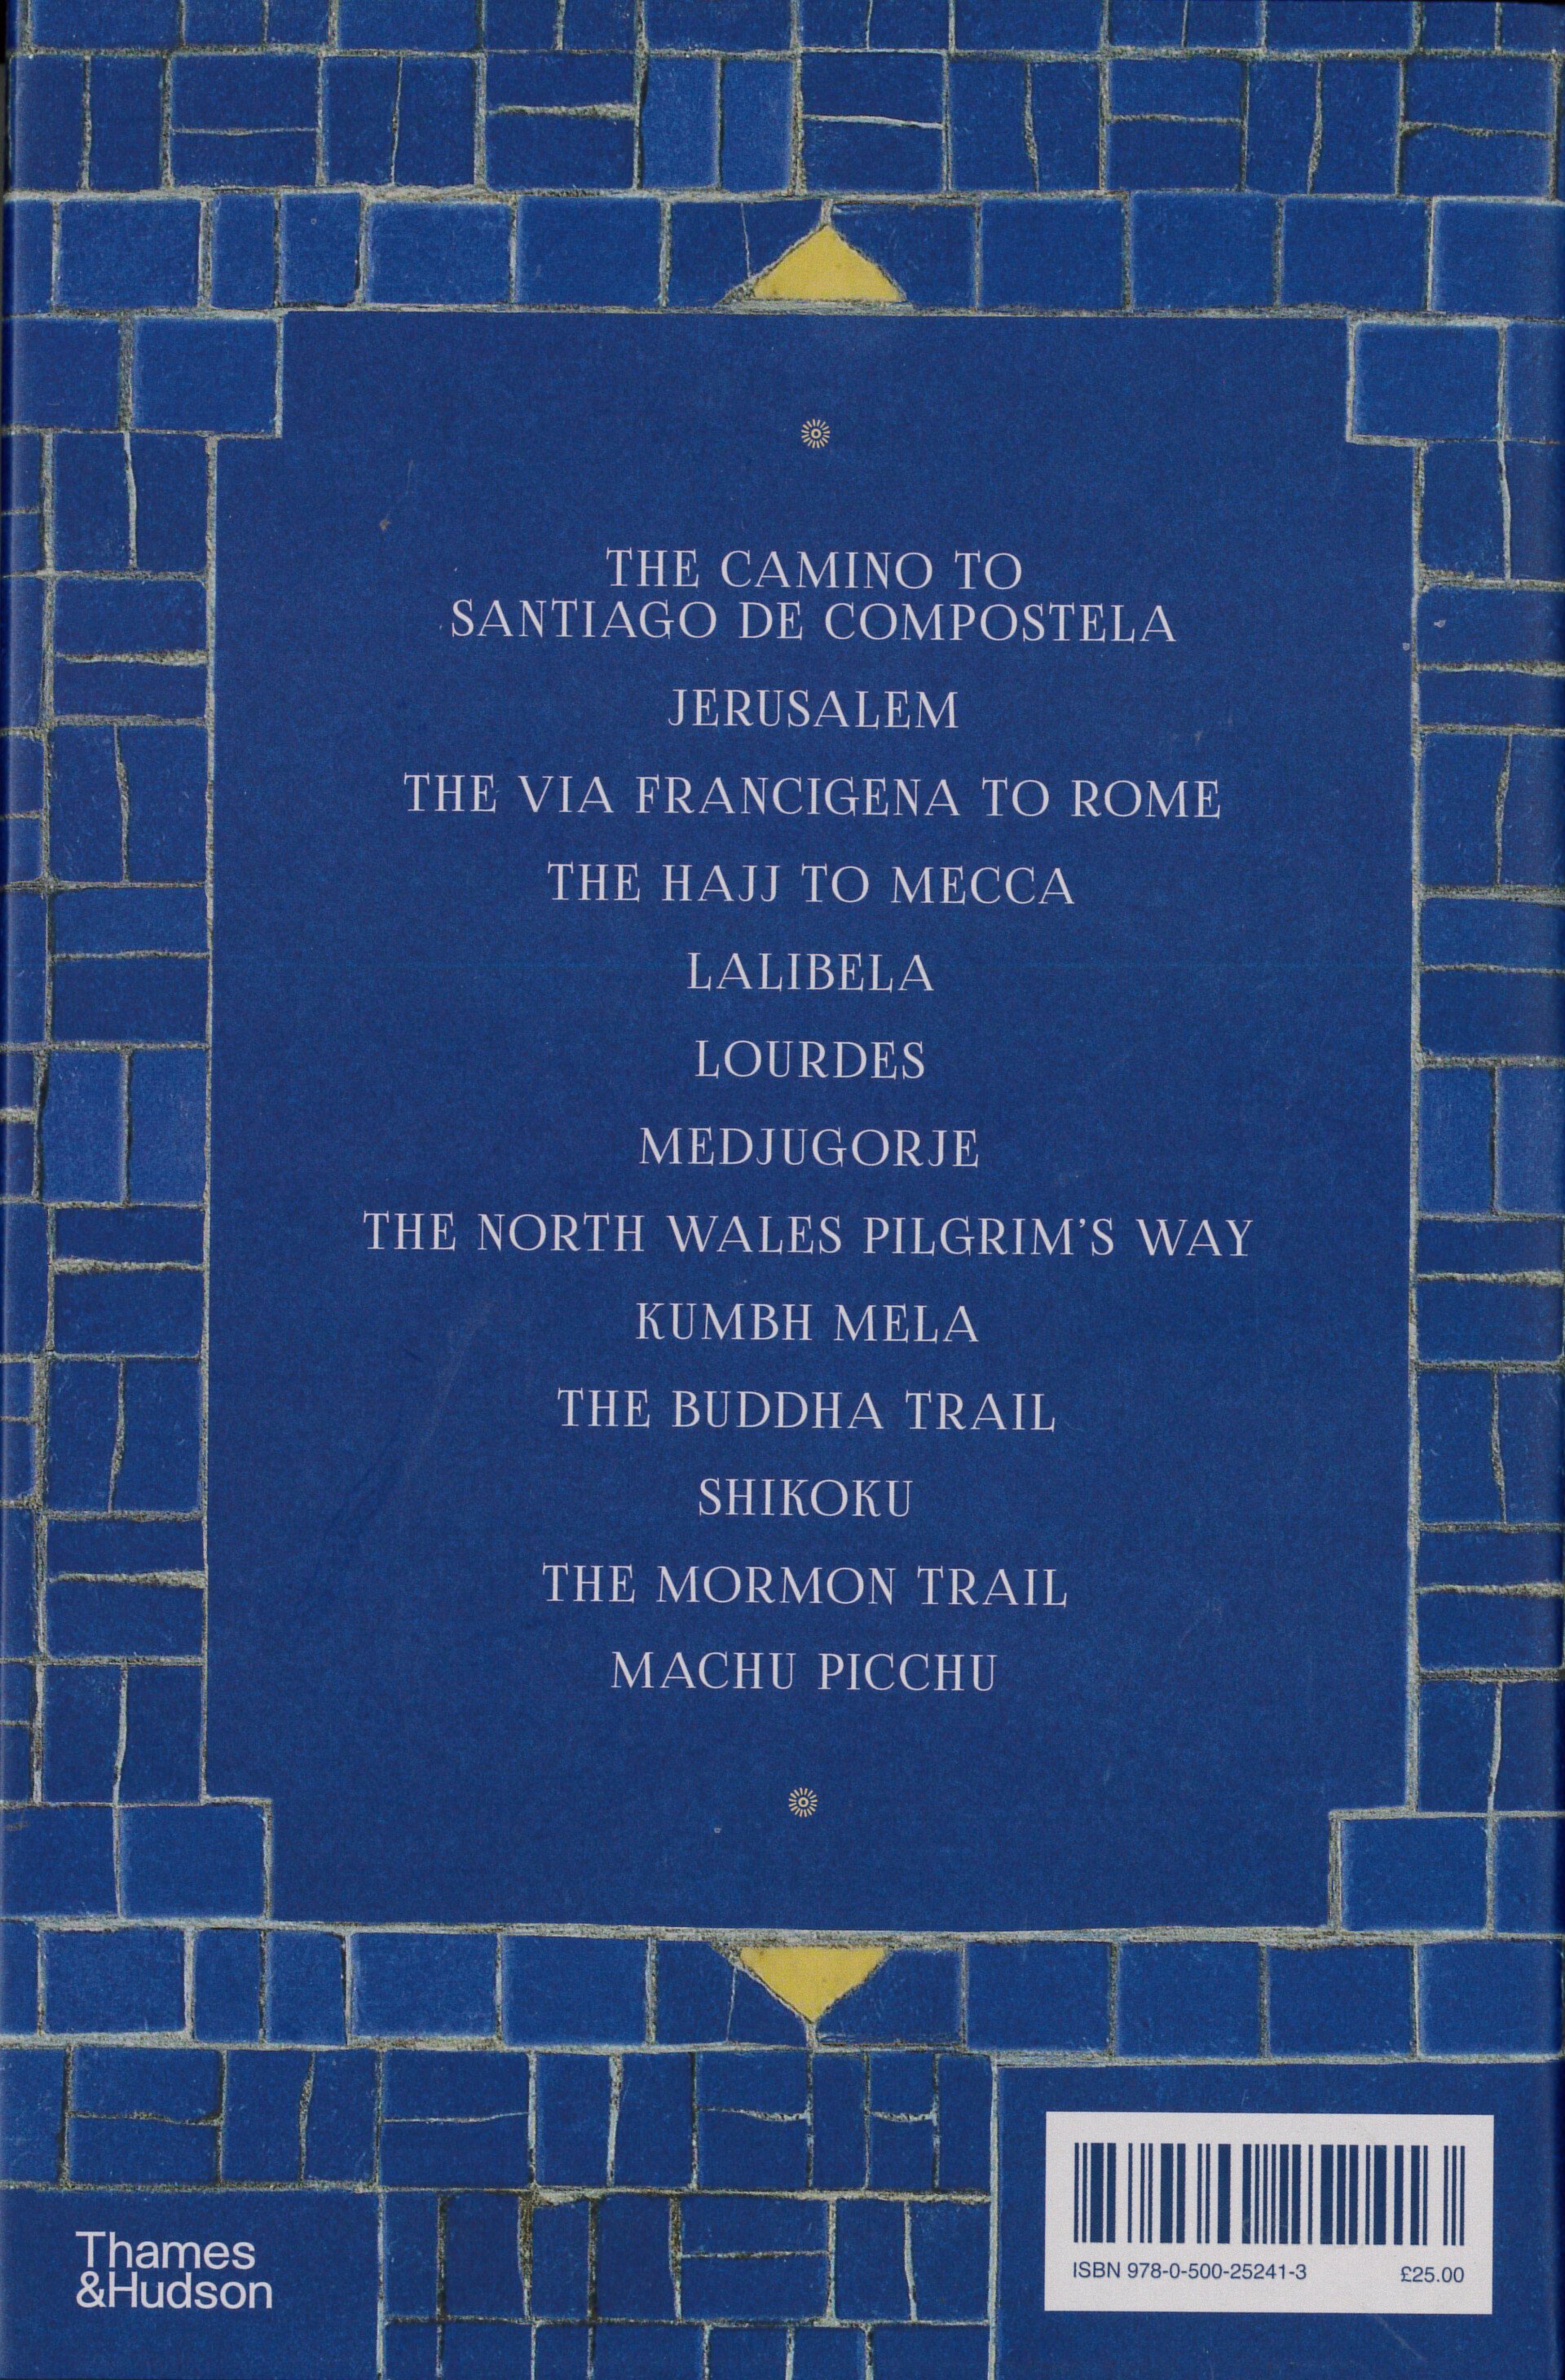 THE CAMINO TO
SANTIAGO DE COMPOSTELA
JERUSALEM
THE VIA FRANCIGENA TO ROME
THE HAJJ TO MECCA
LALIBELA
LOURDES
MEDJUGORJE
THE NORTH WALES PILGRIM'S WAY
KUMBH MELA
THE BUDDHA TRAIL
SHIKOKU
THE MORMON TRAIL
MACHU PICCHU
Thames
&Hudson
ISBN 978-0-500-25241-3 £25.00